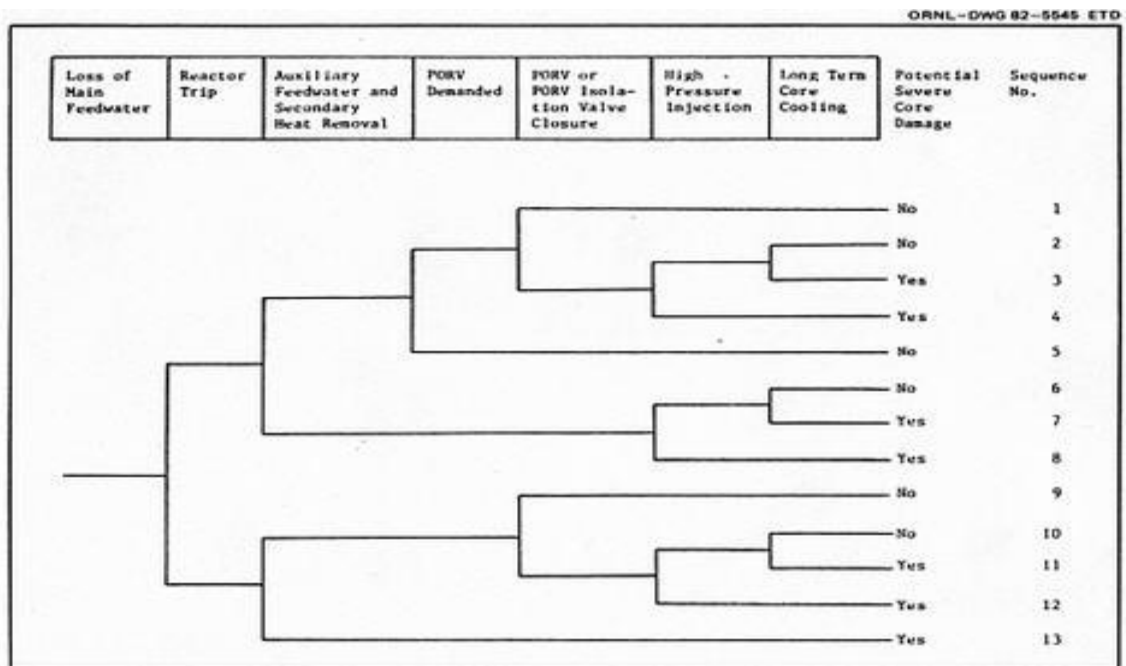 ORNL-DWG 82-5545 ETD
Loss of
Main
Feedwater
Reactor
Trip
Auxiliary
Feedwater and
Secondary
Heat Removal
PORV
Demanded
PORV or
PORV Isola-
tion Valve
Closure
High
Pressure
Injection
Long Term
Core
Cooling
Potential
Severe
Core
Damage
Sequence
No.
No 1
No 2
Yes 3
Yes 4
No 5
No 6
Yes 7
Yes 8
No 9
No 10
Yes 11
Yes 12
Yes 13